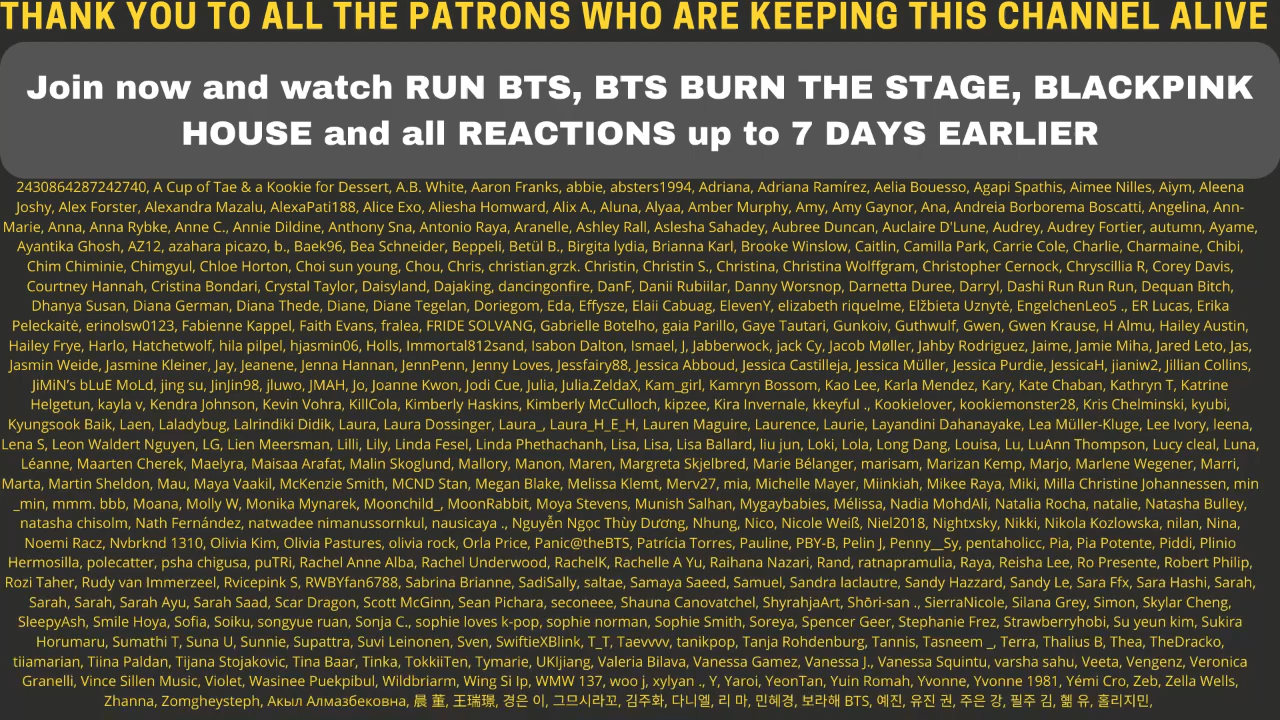 THANK YOU TO ALL THE PATRONS WHO ARE KEEPING THIS CHANNEL ALIVE
Join now and watch RUN BTS, BTS BURN THE STAGE, BLACKPINK
HOUSE and all REACTIONS up to 7 DAYS EARLIER
2430864287242740, A Cup of Tae & a Kookie for Dessert, A.B. White, Aaron Franks, abbie, absters1994, Adriana, Adriana Ramírez, Aelia Bouesso, Agapi Spathis, Aimee Nilles, Aiym, Aleena
Joshy, Alex Forster, Alexandra Mazalu, AlexaPati188, Alice Exo, Aliesha Homward, Alix A., Aluna, Alyaa, Amber Murphy, Amy, Amy Gaynor, Ana, Andreia Borborema Boscatti, Angelina, Ann-
Marie, Anna, Anna Rybke, Anne C., Annie Dildine, Anthony Sna, Antonio Raya, Aranelle, Ashley Rall, Aslesha Sahadey, Aubree Duncan, Auclaire D'Lune, Audrey, Audrey Fortier, autumn, Ayame,
Ayantika Ghosh, AZ12, azahara picazo, b., Baek96, Bea Schneider, Beppeli, Betül B., Birgita lydia, Brianna Karl, Brooke Winslow, Caitlin, Camilla Park, Carrie Cole, Charlie, Charmaine, Chibi,
Chim Chiminie, Chimgyul, Chloe Horton, Choi sun young, Chou, Chris, christian.grzk. Christin, Christin S., Christina, Christina Wolffgram, Christopher Cernock, Chryscillia R, Corey Davis,
Courtney Hannah, Cristina Bondari, Crystal Taylor, Daisyland, Dajaking, dancingonfire, DanF, Danii Rubiilar, Danny Worsnop, Darnetta Duree, Darryl, Dashi Run Run Run, Dequan Bitch,
Dhanya Susan, Diana German, Diana Thede, Diane, Diane Tegelan, Doriegom, Eda, Effysze, Elaii Cabuag, ElevenY, elizabeth riquelme, Elžbieta Uznytė, EngelchenLeo5 ., ER Lucas, Erika
Peleckaitė, erinolsw0123, Fabienne Kappel, Faith Evans, fralea, FRIDE SOLVANG, Gabrielle Botelho, gaia Parillo, Gaye Tautari, Gunkoiv, Guthwulf, Gwen, Gwen Krause, H Almu, Hailey Austin,
Hailey Frye, Harlo, Hatchetwolf, hila pilpel, hjasmin06, Holls, Immortal812sand, Isabon Dalton, Ismael, J, Jabberwock, jack Cy, Jacob Møller, Jahby Rodriguez, Jaime, Jamie Miha, Jared Leto, Jas,
Jasmin Weide, Jasmine Kleiner, Jay, Jeanene, Jenna Hannan, JennPenn, Jenny Loves, Jessfairy88, Jessica Abboud, Jessica Castilleja, Jessica Müller, Jessica Purdie, JessicaH, jianiw2, Jillian Collins,
JiMiN's bLuE MoLd, jing su, JinJin98, jluwo, JMAH, Jo, Joanne Kwon, Jodi Cue, Julia, Julia.ZeldaX, Kam_girl, Kamryn Bossom, Kao Lee, Karla Mendez, Kary, Kate Chaban, Kathryn T, Katrine
Helgetun, kayla v, Kendra Johnson, Kevin Vohra, KillCola, Kimberly Haskins, Kimberly McCulloch, kipzee, Kira Invernale, kkeyful ., Kookielover, kookiemonster28, Kris Chelminski, kyubi,
Kyungsook Baik, Laen, Laladybug, Lalrindiki Didik, Laura, Laura Dossinger, Laura_, Laura_H_E_H, Lauren Maguire, Laurence, Laurie, Layandini Dahanayake, Lea Müller-Kluge, Lee Ivory, leena,
Lena S, Leon Waldert Nguyen, LG, Lien Meersman, Lilli, Lily, Linda Fesel, Linda Phethachanh, Lisa, Lisa, Lisa Ballard, liu jun, Loki, Lola, Long Dang, Louisa, Lu, LuAnn Thompson, Lucy cleal, Luna,
Léanne, Maarten Cherek, Maelyra, Maisaa Arafat, Malin Skoglund, Mallory, Manon, Maren, Margreta Skjelbred, Marie Bélanger, marisam, Marizan Kemp, Marjo, Marlene Wegener, Marri,
Marta, Martin Sheldon, Mau, Maya Vaakil, McKenzie Smith, MCND Stan, Megan Blake, Melissa Klemt, Merv27, mia, Michelle Mayer, Miinkiah, Mikee Raya, Miki, Milla Christine Johannessen, min
_min, mmm. bbb, Moana, Molly W, Monika Mynarek, Moonchild_, MoonRabbit, Moya Stevens, Munish Salhan, Mygaybabies, Mélissa, Nadia MohdAli, Natalia Rocha, natalie, Natasha Bulley,
natasha chisolm, Nath Fernández, natwadee nimanussornkul, nausicaya ., Nguyễn Ngọc Thùy Dương, Nhung, Nico, Nicole Weiß, Niel2018, Nightxsky, Nikki, Nikola Kozlowska, nilan, Nina,
Noemi Racz, Nvbrknd 1310, Olivia Kim, Olivia Pastures, olivia rock, Orla Price, Panic@theBTS, Patrícia Torres, Pauline, PBY-B, Pelin J, Penny__Sy, pentaholicc, Pia, Pia Potente, Piddi, Plinio
Hermosilla, polecatter, psha chigusa, puTRi, Rachel Anne Alba, Rachel Underwood, RachelK, Rachelle A Yu, Raihana Nazari, Rand, ratnapramulia, Raya, Reisha Lee, Ro Presente, Robert Philip,
Rozi Taher, Rudy van Immerzeel, Rvicepink S, RWBYfan6788, Sabrina Brianne, SadiSally, saltae, Samaya Saeed, Samuel, Sandra laclautre, Sandy Hazzard, Sandy Le, Sara Ffx, Sara Hashi, Sarah,
Sarah, Sarah, Sarah Ayu, Sarah Saad, Scar Dragon, Scott McGinn, Sean Pichara, seconeee, Shauna Canovatchel, ShyrahjaArt, Shōri-san ., SierraNicole, Silana Grey, Simon, Skylar Cheng,
SleepyAsh, Smile Hoya, Sofia, Soiku, songyue ruan, Sonja C., sophie loves k-pop, sophie norman, Sophie Smith, Soreya, Spencer Geer, Stephanie Frez, Strawberryhobi, Su yeun kim, Sukira
Horumaru, Sumathi T, Suna U, Sunnie, Supattra, Suvi Leinonen, Sven, SwiftieXBlink, T_T, Taevvvv, tanikpop, Tanja Rohdenburg, Tannis, Tasneem _, Terra, Thalius B, Thea, TheDracko,
tiiamarian, Tiina Paldan, Tijana Stojakovic, Tina Baar, Tinka, TokkiiTen, Tymarie, UKIjiang, Valeria Bilava, Vanessa Gamez, Vanessa J., Vanessa Squintu, varsha sahu, Veeta, Vengenz, Veronica
Granelli, Vince Sillen Music, Violet, Wasinee Puekpibul, Wildbriarm, Wing Si Ip, WMW 137, woo j, xylyan ., Y, Yaroi, YeonTan, Yuin Romah, Yvonne, Yvonne 1981, Yémi Cro, Zeb, Zella Wells,
Zhanna, Zomgheysteph, Акыл Алмазбековна, 晨 董, 王瑞璟, 경은 이, 그므시라꼬, 김주화, 다니엘, 리 마, 민혜경, 보라해 BTS, 예진, 유진 권, 주은 강, 필주 김, 혦 유, 홀리지민,